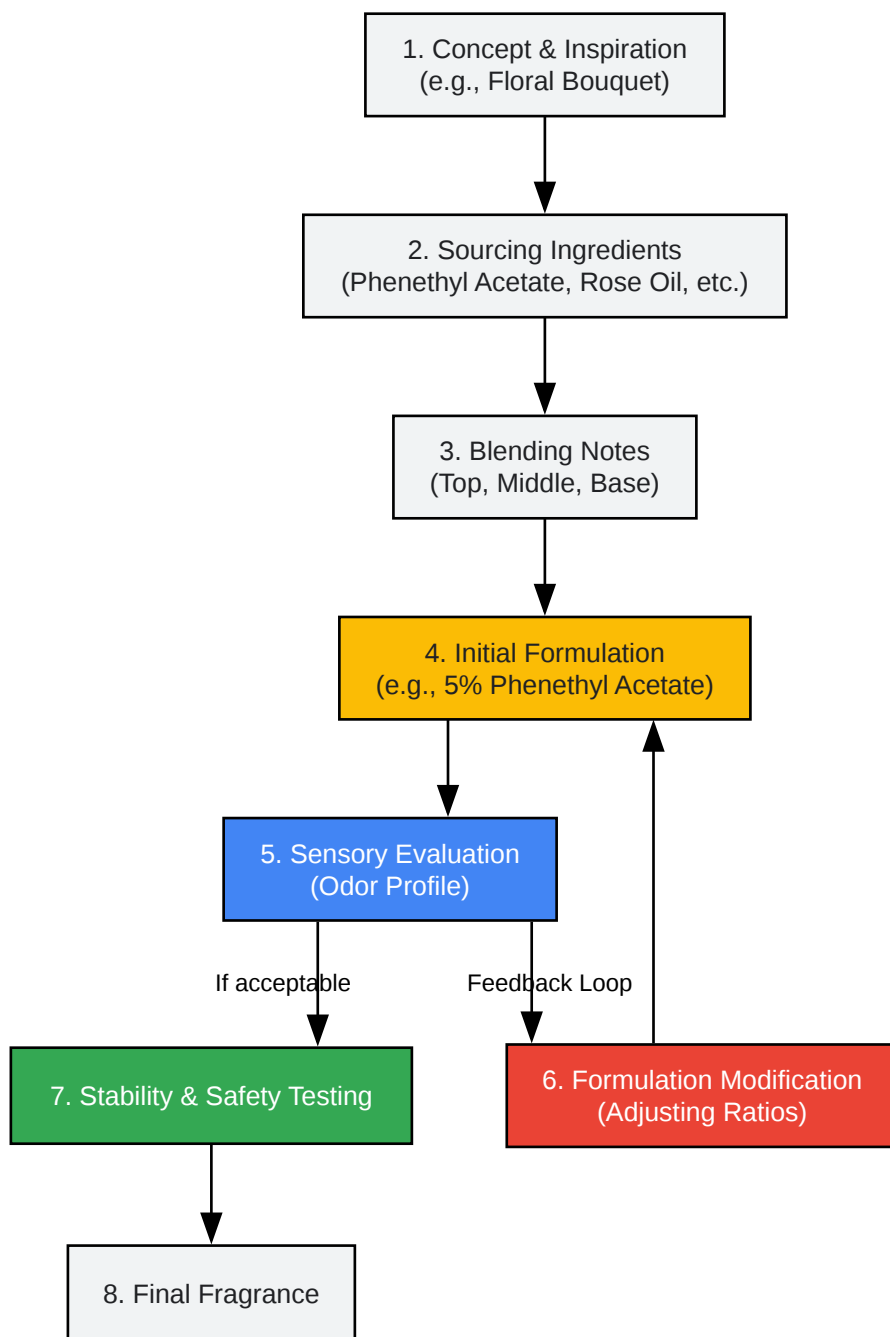 1. Concept & Inspiration
(e.g., Floral Bouquet)
2. Sourcing Ingredients
(Phenethyl Acetate, Rose Oil, etc.)
3. Blending Notes
(Top, Middle, Base)
4. Initial Formulation
(e.g., 5% Phenethyl Acetate)
5. Sensory Evaluation
(Odor Profile)
If acceptable
Feedback Loop
7. Stability & Safety Testing
6. Formulation Modification
(Adjusting Ratios)
8. Final Fragrance